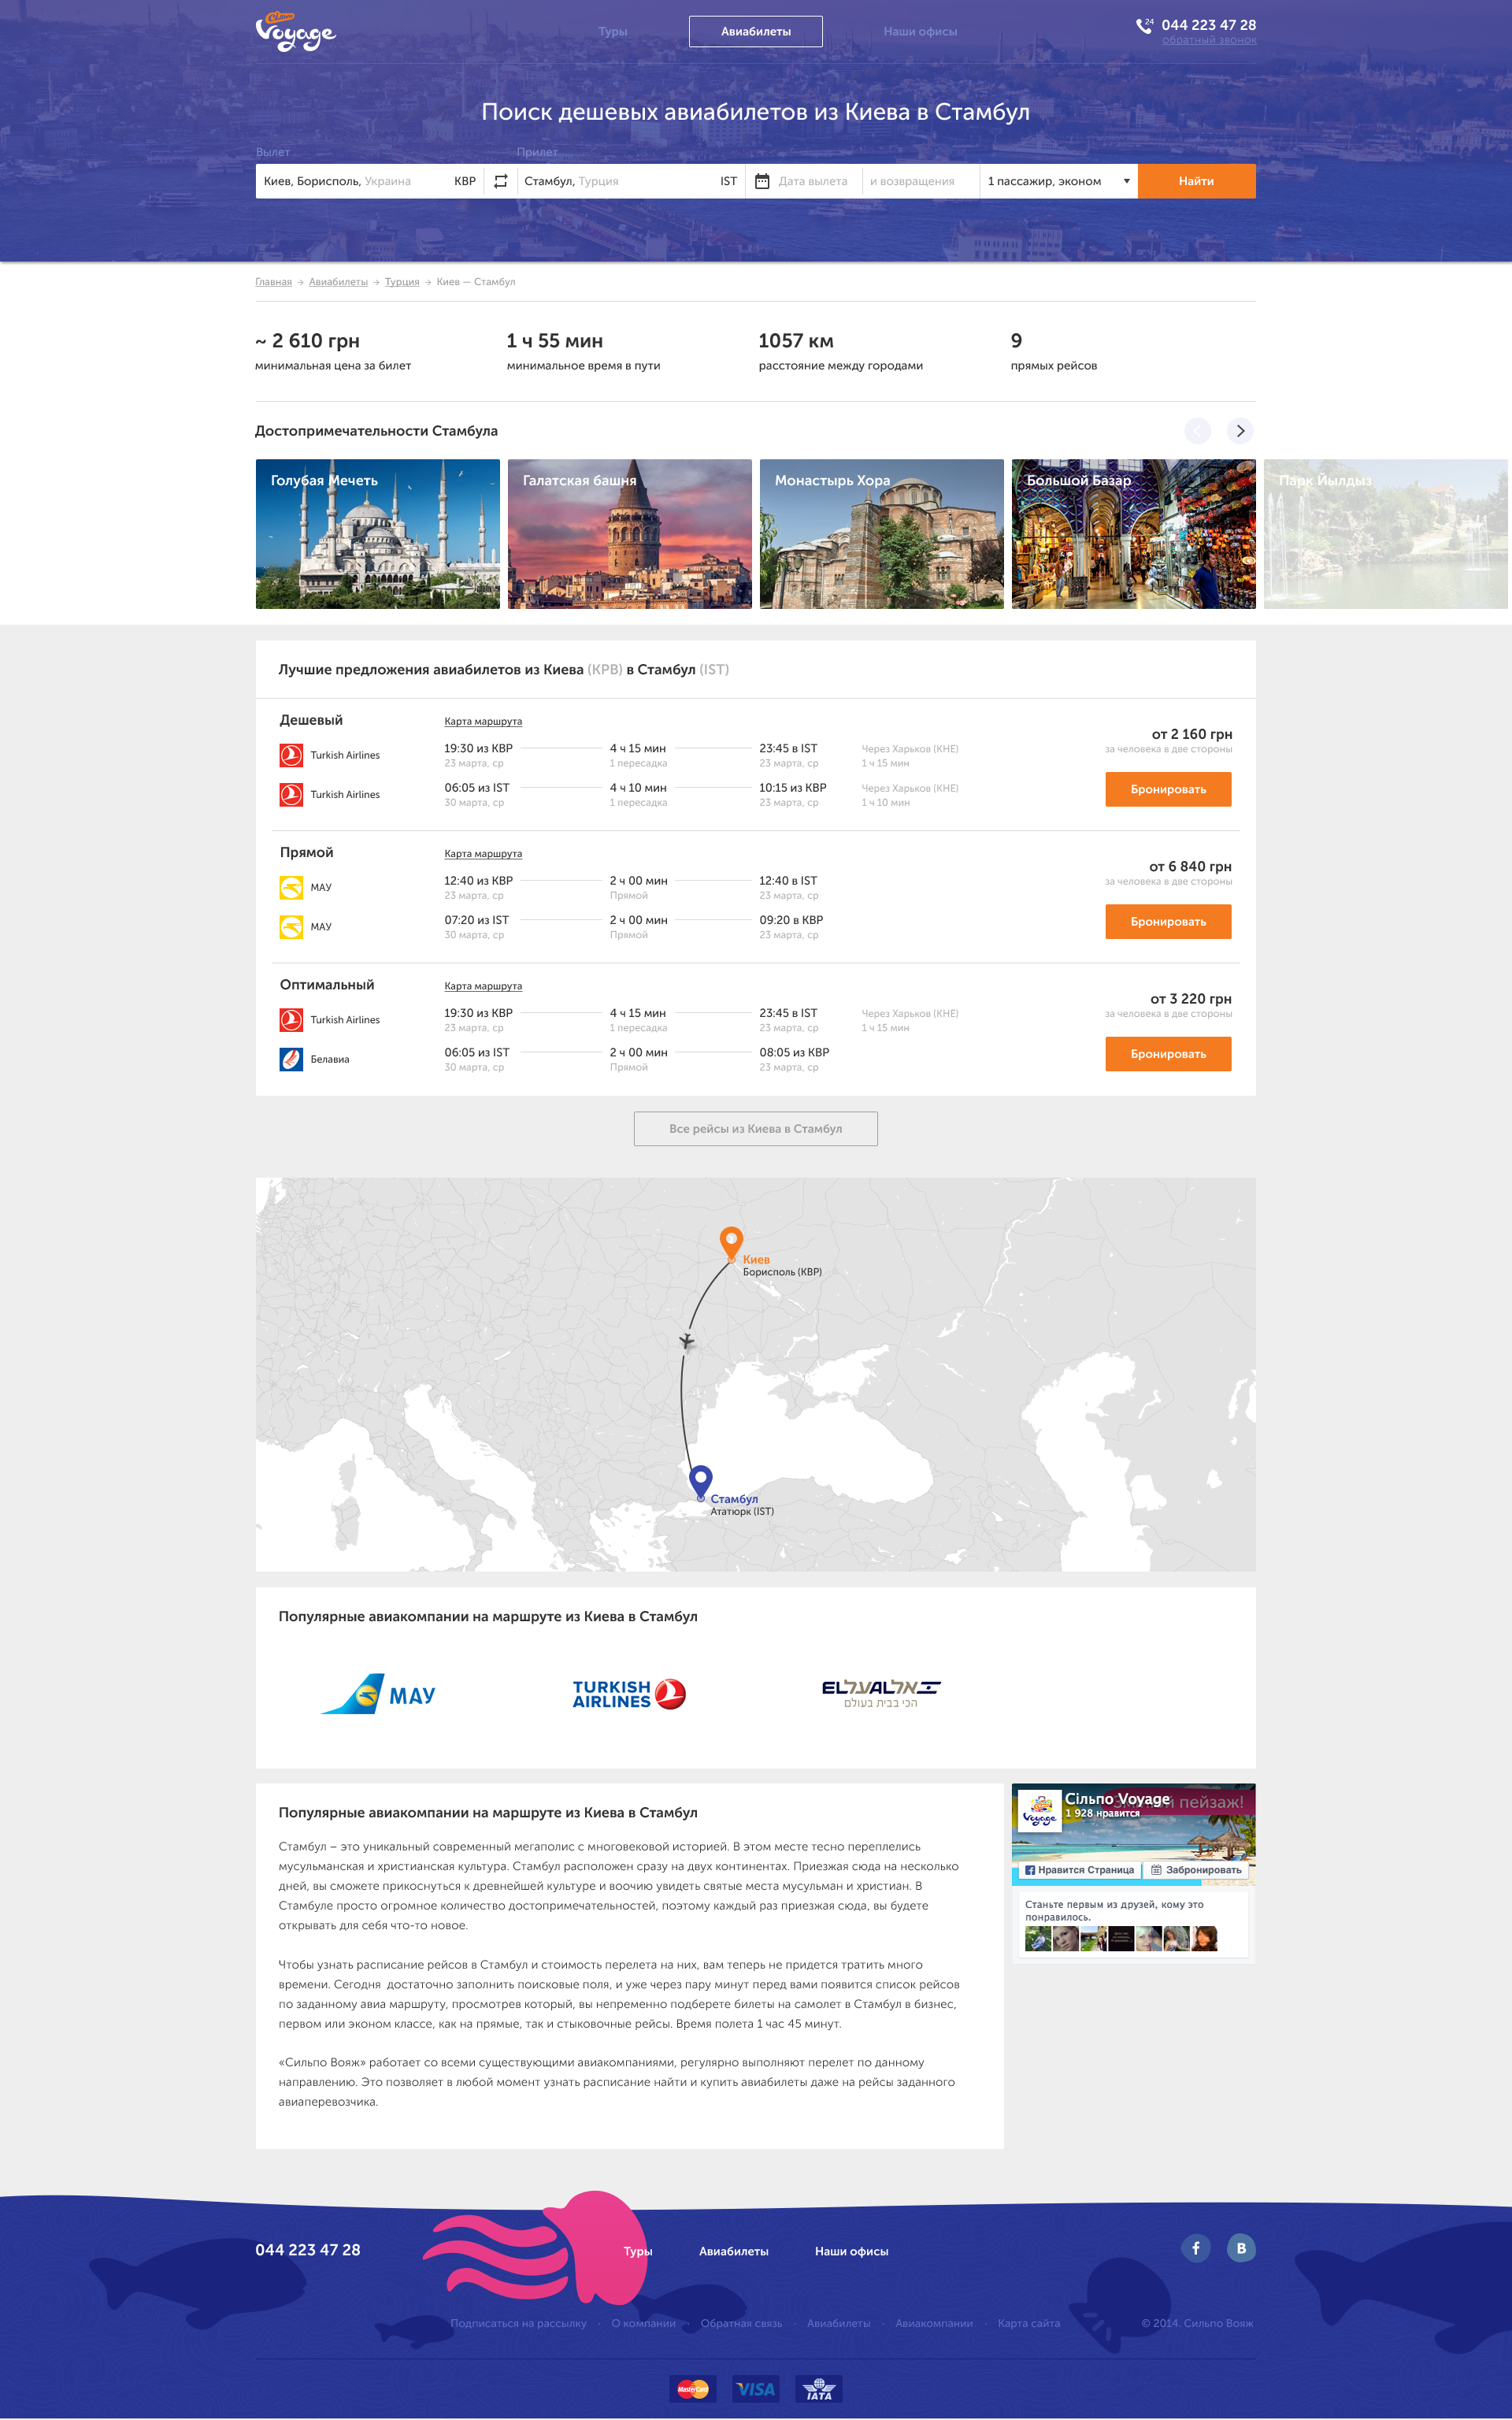 Сільпо Voyage
Туры
Авиабилеты
Наши офисы
24
044 223 47 28
обратный звонок
Поиск дешевых авиабилетов из Киева в Стамбул
Вылет
Прилет
Киев, Борисполь, Украина KBP
Стамбул, Турция IST
Дата вылета
и возвращения
1 пассажир, эконом
Найти
Главная → Авиабилеты → Турция → Киев — Стамбул
~ 2 610 грн
минимальная цена за билет
1 ч 55 мин
минимальное время в пути
1057 км
расстояние между городами
9
прямых рейсов
Достопримечательности Стамбула
Голубая Мечеть
Галатская башня
Монастырь Хора
Большой Базар
Парк Йылдыз
Лучшие предложения авиабилетов из Киева (KPB) в Стамбул (IST)
Дешевый
Карта маршрута
Turkish Airlines
19:30 из KBP
23 марта, ср
4 ч 15 мин
1 пересадка
23:45 в IST
23 марта, ср
Через Харьков (KHE)
1 ч 15 мин
Turkish Airlines
06:05 из IST
30 марта, ср
4 ч 10 мин
1 пересадка
10:15 из KBP
23 марта, ср
Через Харьков (KHE)
1 ч 10 мин
от 2 160 грн
за человека в две стороны
Бронировать
Прямой
Карта маршрута
МАУ
12:40 из KBP
23 марта, ср
2 ч 00 мин
Прямой
12:40 в IST
23 марта, ср
МАУ
07:20 из IST
30 марта, ср
2 ч 00 мин
Прямой
09:20 в KBP
23 марта, ср
от 6 840 грн
за человека в две стороны
Бронировать
Оптимальный
Карта маршрута
Turkish Airlines
19:30 из KBP
23 марта, ср
4 ч 15 мин
1 пересадка
23:45 в IST
23 марта, ср
Через Харьков (KHE)
1 ч 15 мин
Белавиа
06:05 из IST
30 марта, ср
2 ч 00 мин
Прямой
08:05 из KBP
23 марта, ср
от 3 220 грн
за человека в две стороны
Бронировать
Все рейсы из Киева в Стамбул
Киев
Борисполь (KBP)
Стамбул
Ататюрк (IST)
Популярные авиакомпании на маршруте из Киева в Стамбул
МАУ
TURKISH
AIRLINES
ELאלעALאל
הכי בבית בעולם
Популярные авиакомпании на маршруте из Киева в Стамбул
Стамбул – это уникальный современный мегаполис с многовековой историей. В этом месте тесно переплелись
мусульманская и христианская культура. Стамбул расположен сразу на двух континентах. Приезжая сюда на несколько
дней, вы сможете прикоснуться к древнейшей культуре и воочию увидеть святые места мусульман и христиан. В
Стамбуле просто огромное количество достопримечательностей, поэтому каждый раз приезжая сюда, вы будете
открывать для себя что-то новое.
Чтобы узнать расписание рейсов в Стамбул и стоимость перелета на них, вам теперь не придется тратить много
времени. Сегодня  достаточно заполнить поисковые поля, и уже через пару минут перед вами появится список рейсов
по заданному авиа маршруту, просмотрев который, вы непременно подберете билеты на самолет в Стамбул в бизнес,
первом или эконом классе, как на прямые, так и стыковочные рейсы. Время полета 1 час 45 минут.
«Сильпо Вояж» работает со всеми существующими авиакомпаниями, регулярно выполняют перелет по данному
направлению. Это позволяет в любой момент узнать расписание найти и купить авиабилеты даже на рейсы заданного
авиаперевозчика.
Voyage
Сільпо Voyage
пейзаж!
1 928 нравится
Нравится Страница
Забронировать
Станьте первым из друзей, кому это
понравилось.
044 223 47 28
Туры
Авиабилеты
Наши офисы
f
B
Подписаться на рассылку · О компании · Обратная связь · Авиабилеты · Авиакомпании · Карта сайта
© 2014. Сильпо Вояж
MasterCard
VISA
IATA